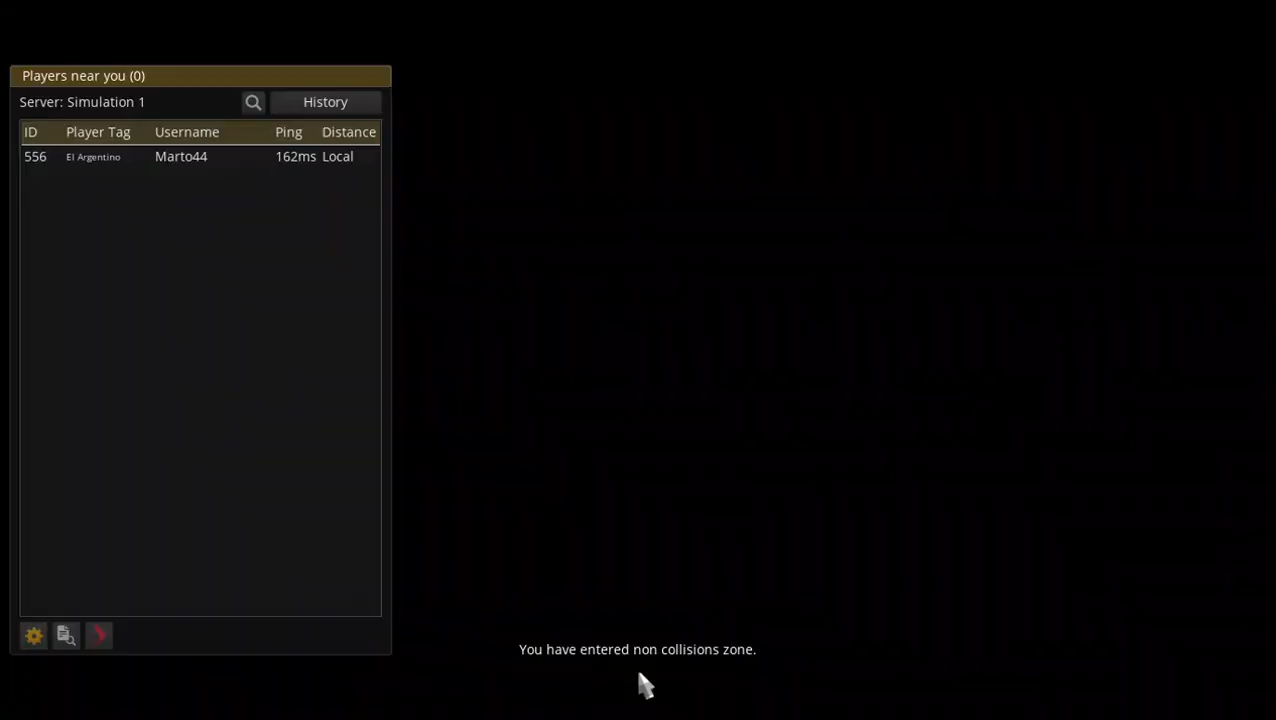 Players near you (0)
Server: Simulation 1 History
ID Player Tag Username Ping Distance
556 El Argentino Marto44 162ms Local
You have entered non collisions zone.